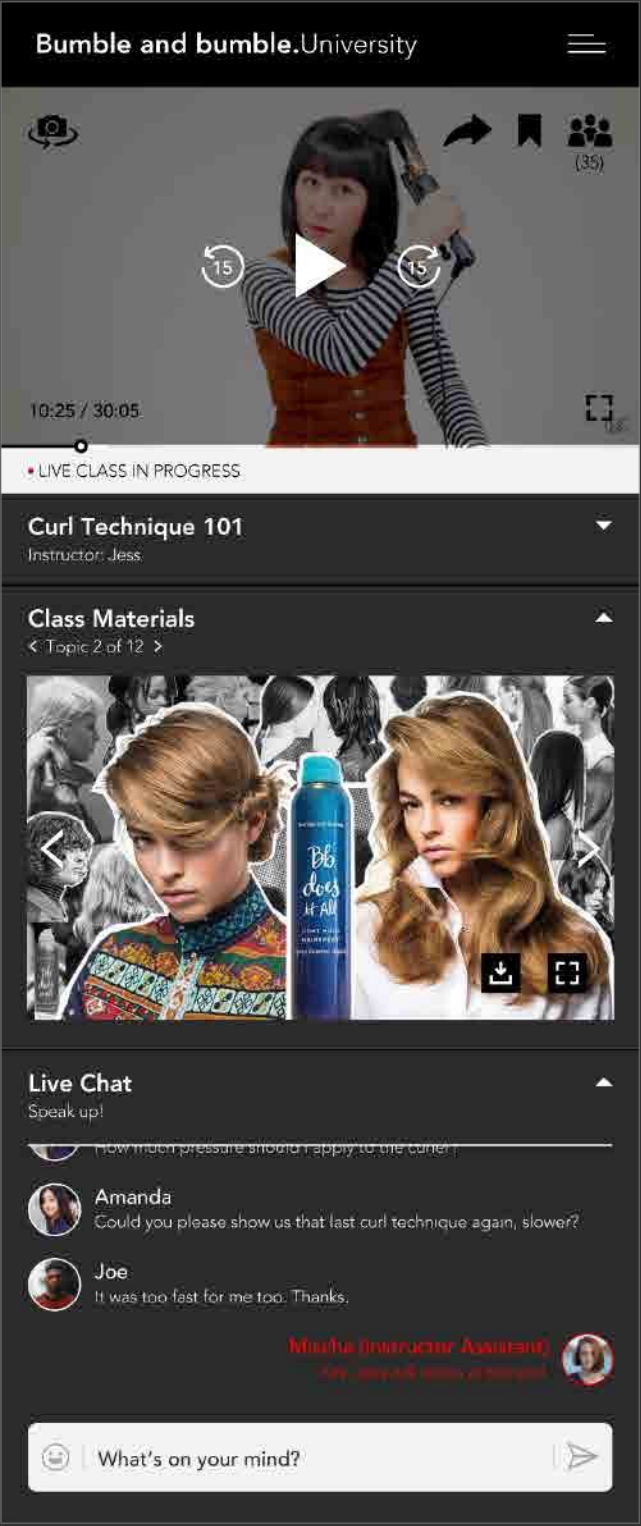 Bumble and bumble.University
(35)
15
15
10:25 / 30:05
• LIVE CLASS IN PROGRESS
Curl Technique 101
Instructor: Jess
Class Materials
< Topic 2 of 12 >
Bb
does
it All
HAIRSPRAY
Live Chat
Speak up!
How much pressure should I apply to the curler?
Amanda
Could you please show us that last curl technique again, slower?
Joe
It was too fast for me too. Thanks.
Mischa (Instructor Assistant)
What's on your mind?